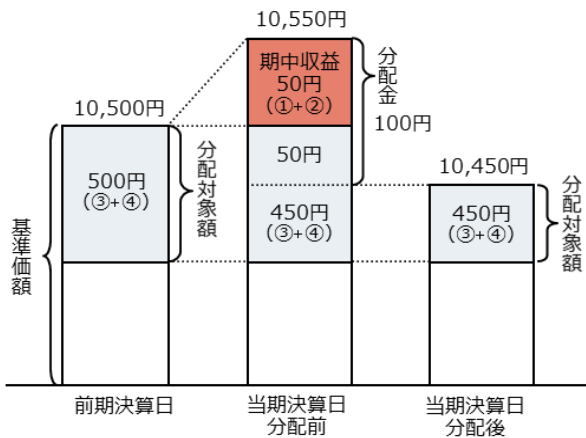 10,550円
期中収益
50円
(①+②)
分配金
100円
10,500円
500円
(③+④)
分配対象額
50円
450円
(③+④)
10,450円
450円
(③+④)
分配対象額
基準価額
前期決算日
当期決算日
分配前
当期決算日
分配後